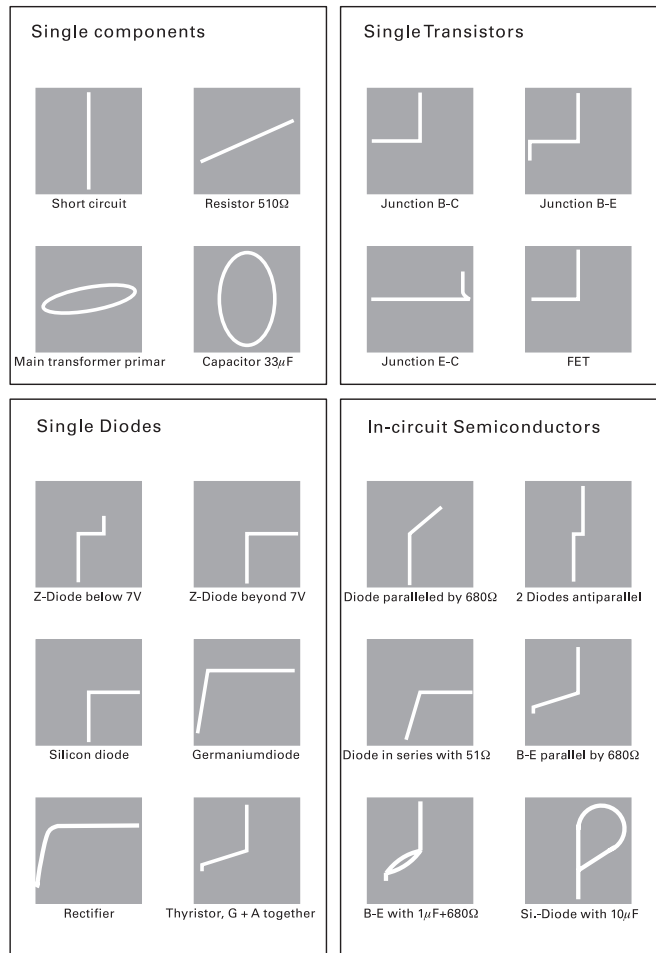 Single components
Short circuit
Resistor 510Ω
Main transformer primar
Capacitor 33µF
Single Transistors
Junction B-C
Junction B-E
Junction E-C
FET
Single Diodes
Z-Diode below 7V
Z-Diode beyond 7V
Silicon diode
Germaniumdiode
Rectifier
Thyristor, G + A together
In-circuit Semiconductors
Diode paralleled by 680Ω
2 Diodes antiparallel
Diode in series with 51Ω
B-E parallel by 680Ω
B-E with 1µF+680Ω
Si.-Diode with 10µF